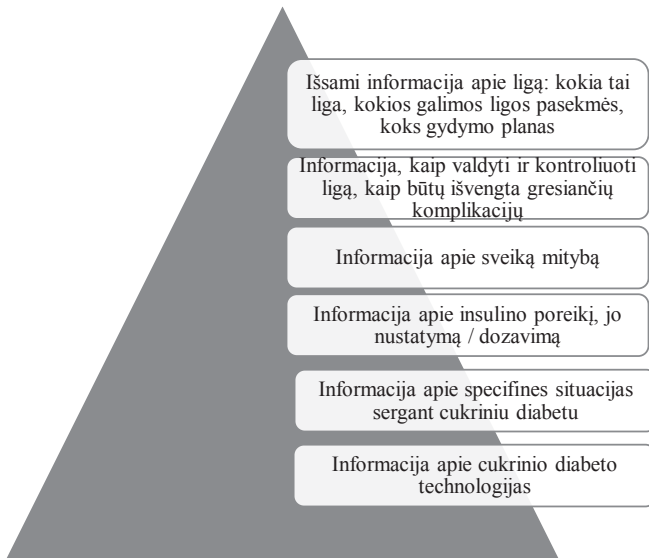 Išsami informacija apie ligą: kokia tai
liga, kokios galimos ligos pasekmės,
koks gydymo planas
Informacija, kaip valdyti ir kontroliuoti
ligą, kaip būtų išvengta gresiančių
komplikacijų
Informacija apie sveiką mitybą
Informacija apie insulino poreikį, jo
nustatymą / dozavimą
Informacija apie specifines situacijas
sergant cukriniu diabetu
Informacija apie cukrinio diabeto
technologijas